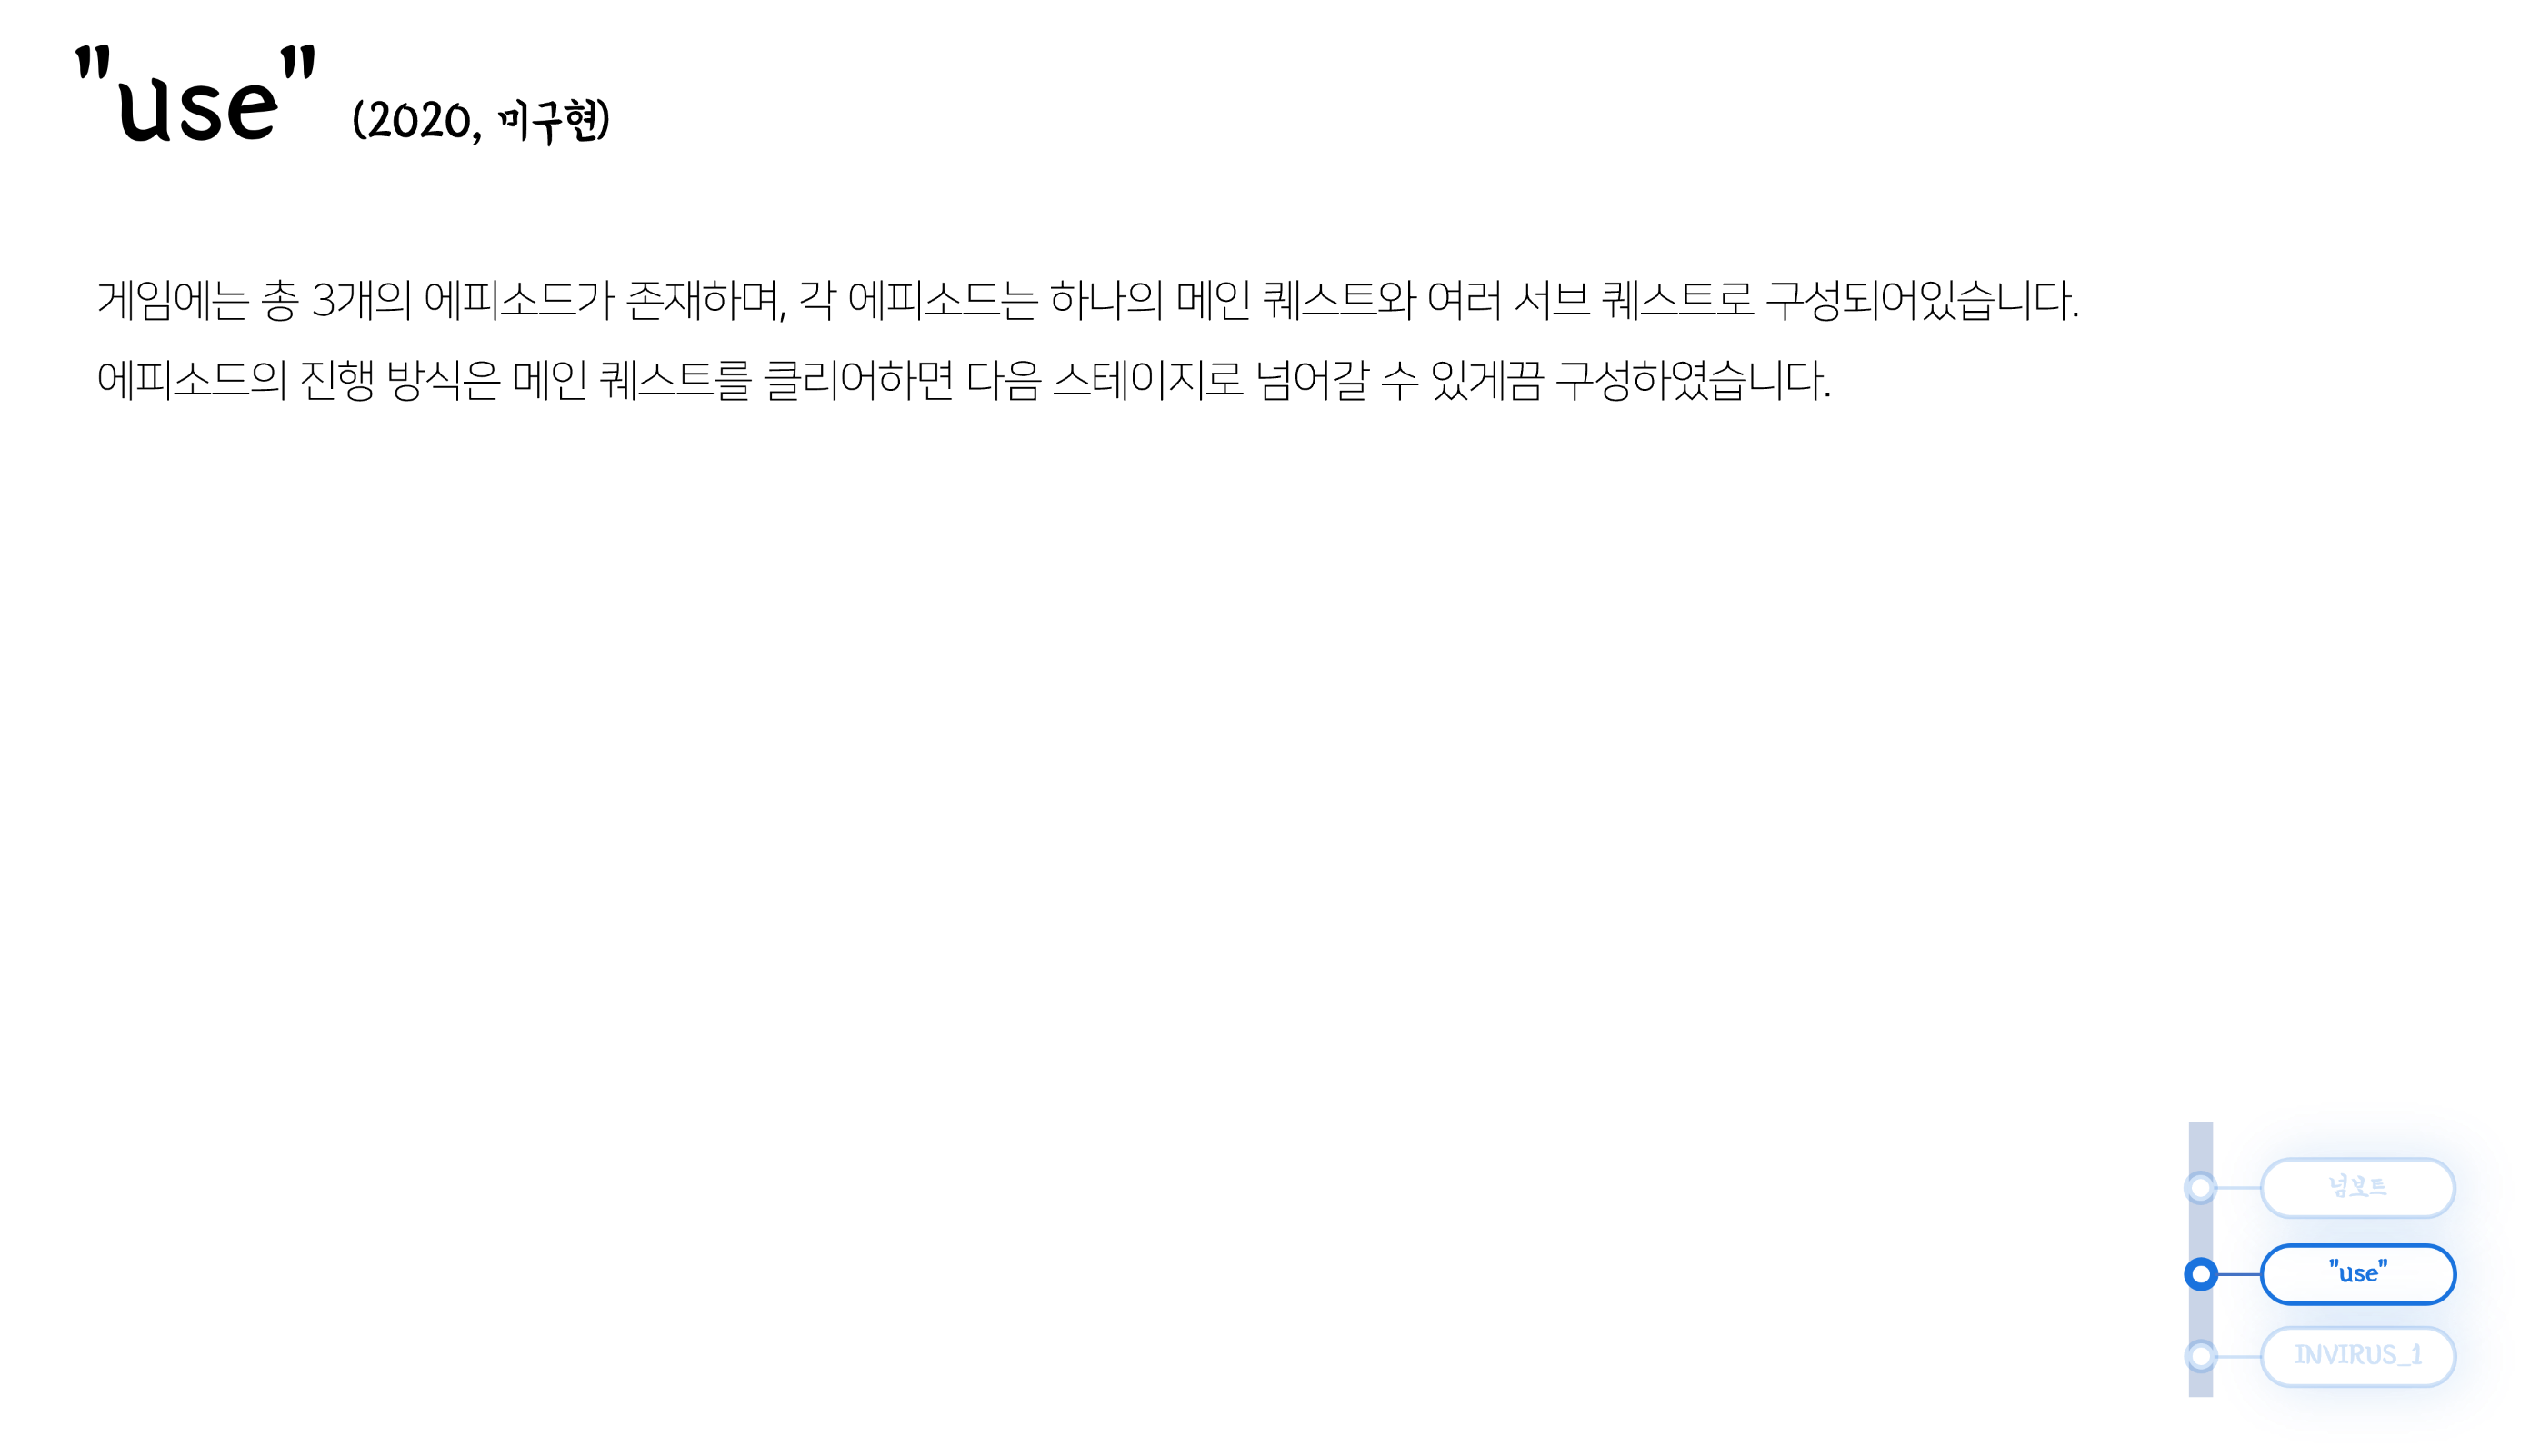 "use" (2020, 미구현)
게임에는 총 3개의 에피소드가 존재하며, 각 에피소드는 하나의 메인 퀘스트와 여러 서브 퀘스트로 구성되어있습니다.
에피소드의 진행 방식은 메인 퀘스트를 클리어하면 다음 스테이지로 넘어갈 수 있게끔 구성하였습니다.
넘보트
"use"
INVIRUS_1